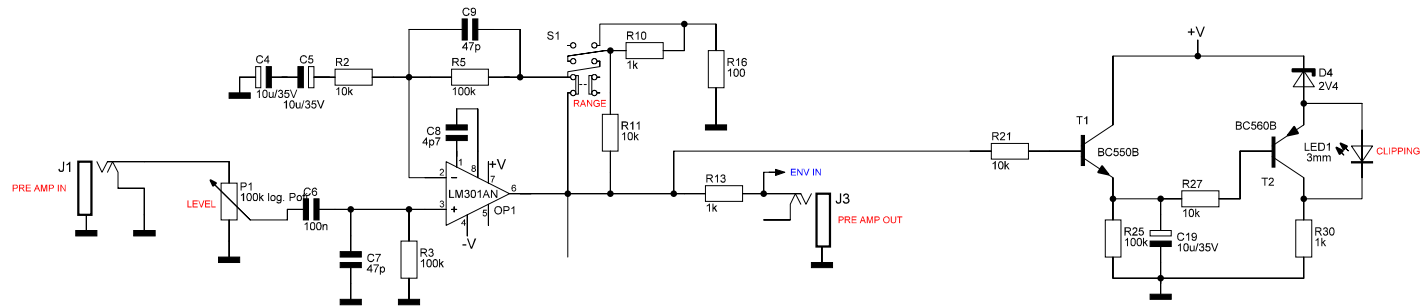 C9
47p
S1
R10
1k
+V
C4
10u/35V
C5
10u/35V
R2
10k
R5
100k
R16
100
RANGE
D4
2V4
C8
4p7
R11
10k
T1
BC550B
BC560B
T2
LED1
3mm
CLIPPING
R21
10k
J1
PRE AMP IN
P1
100k log. Poti
LEVEL
C6
100n
1
8
+V
7
2
−
LM301AN
6
3
+
5
OP1
4
-V
R13
1k
ENV IN
J3
PRE AMP OUT
R27
10k
C7
47p
R3
100k
R25
100k
C19
10u/35V
R30
1k